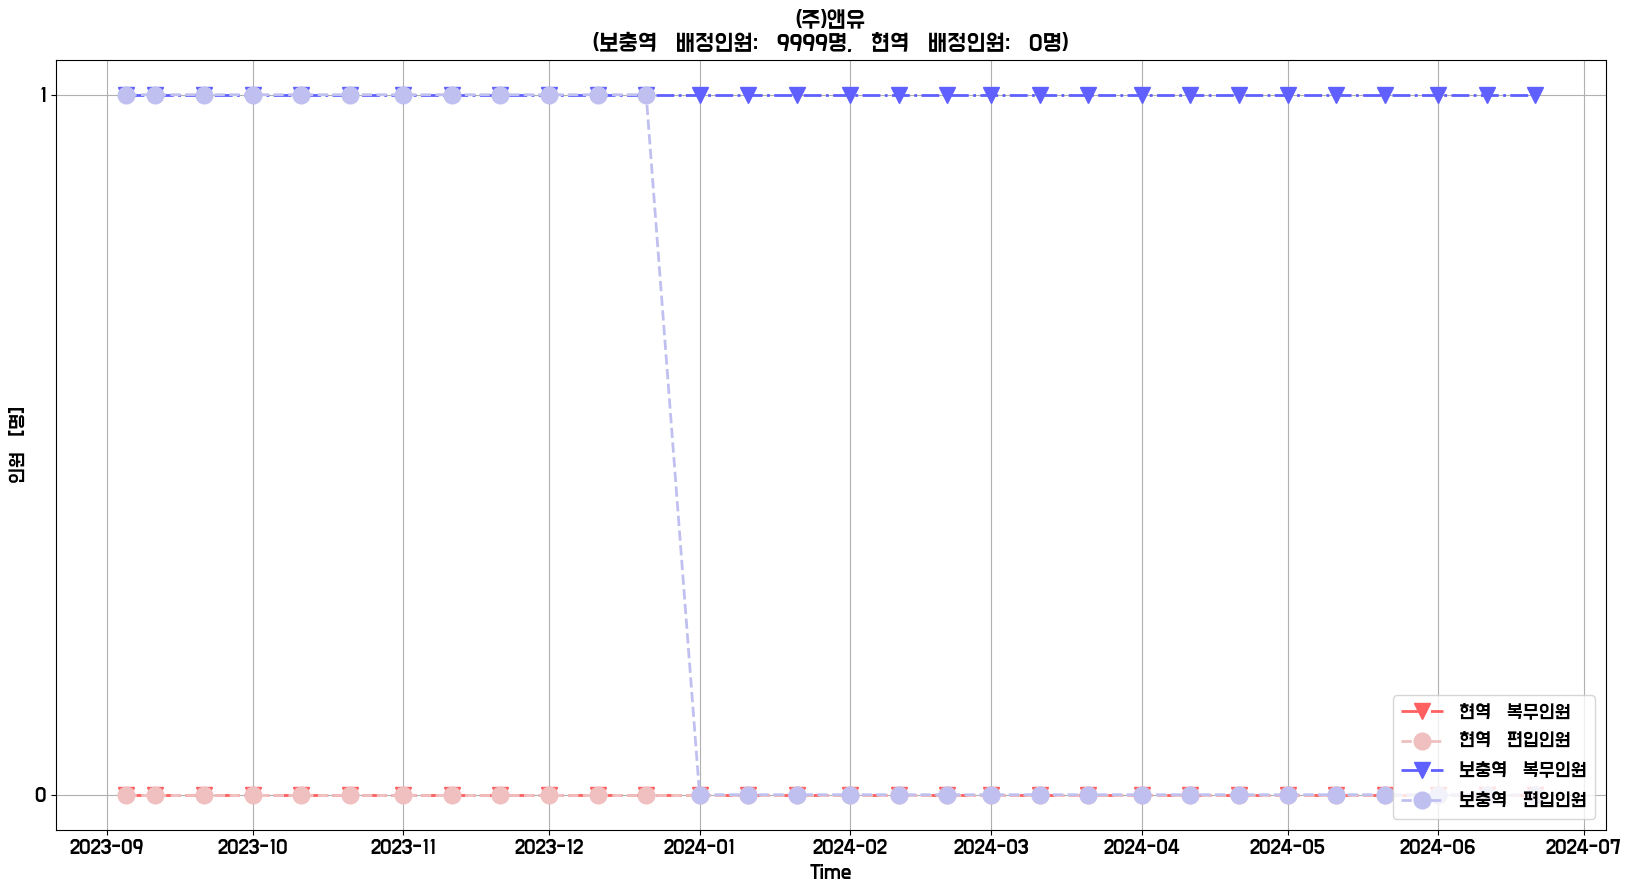 (주)앤유
(보충역 배정인원: 9999명, 현역 배정인원: 0명)
인원 [명]
1
0
2023-09 2023-10 2023-11 2023-12 2024-01 2024-02 2024-03 2024-04 2024-05 2024-06 2024-07
Time
현역 복무인원
현역 편입인원
보충역 복무인원
보충역 편입인원